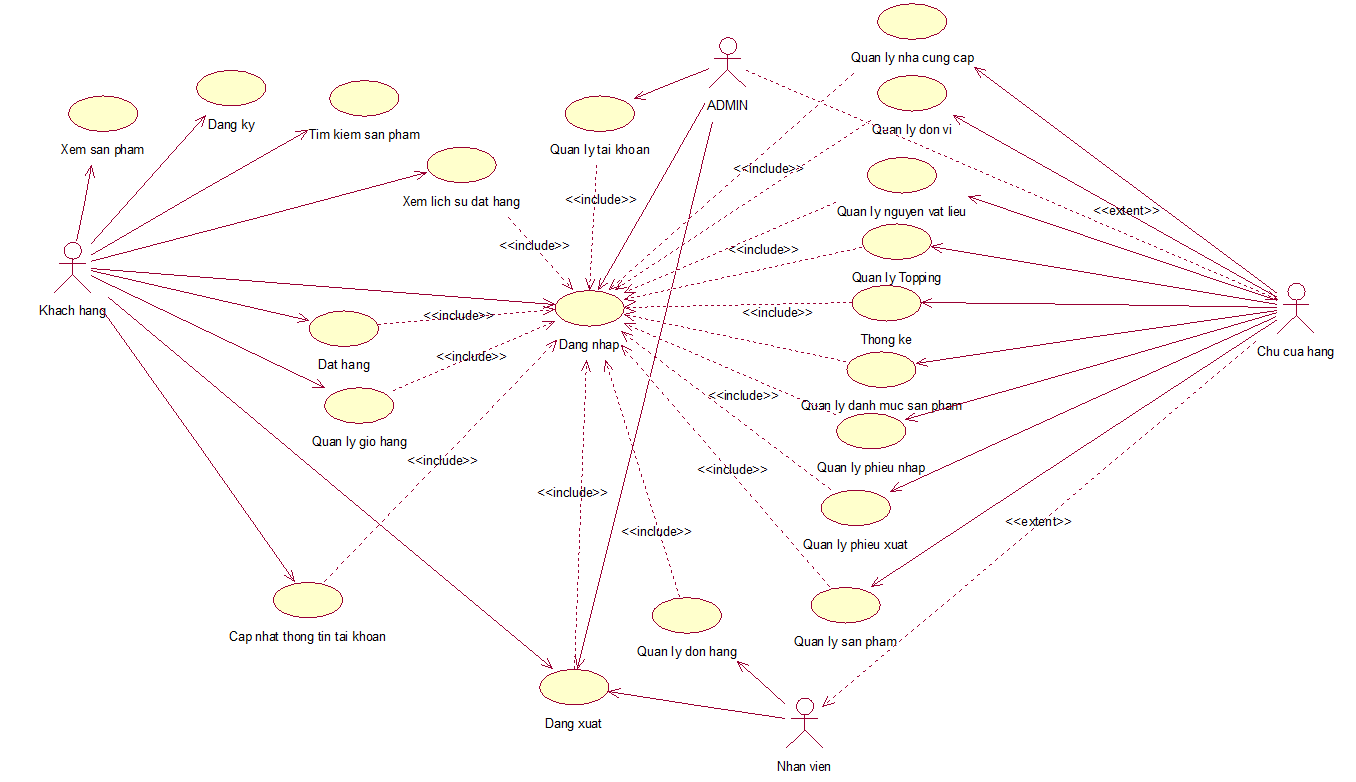 Quan ly nha cung cap
ADMIN
Dang ky
Tim kiem san pham
Quan ly don vi
Xem san pham
Quan ly tai khoan
<<include>>
Xem lich su dat hang
<<include>>
Quan ly nguyen vat lieu
<<extent>>
<<include>>
<<include>>
Quan ly Topping
Khach hang
<<include>>
<<include>>
Dang nhap
Thong ke
Chu cua hang
<<include>>
Dat hang
<<include>>
Quan ly danh muc san pham
Quan ly gio hang
<<include>>
<<include>>
Quan ly phieu nhap
<<include>>
<<extent>>
<<include>>
Quan ly phieu xuat
Cap nhat thong tin tai khoan
Quan ly san pham
Quan ly don hang
Dang xuat
Nhan vien